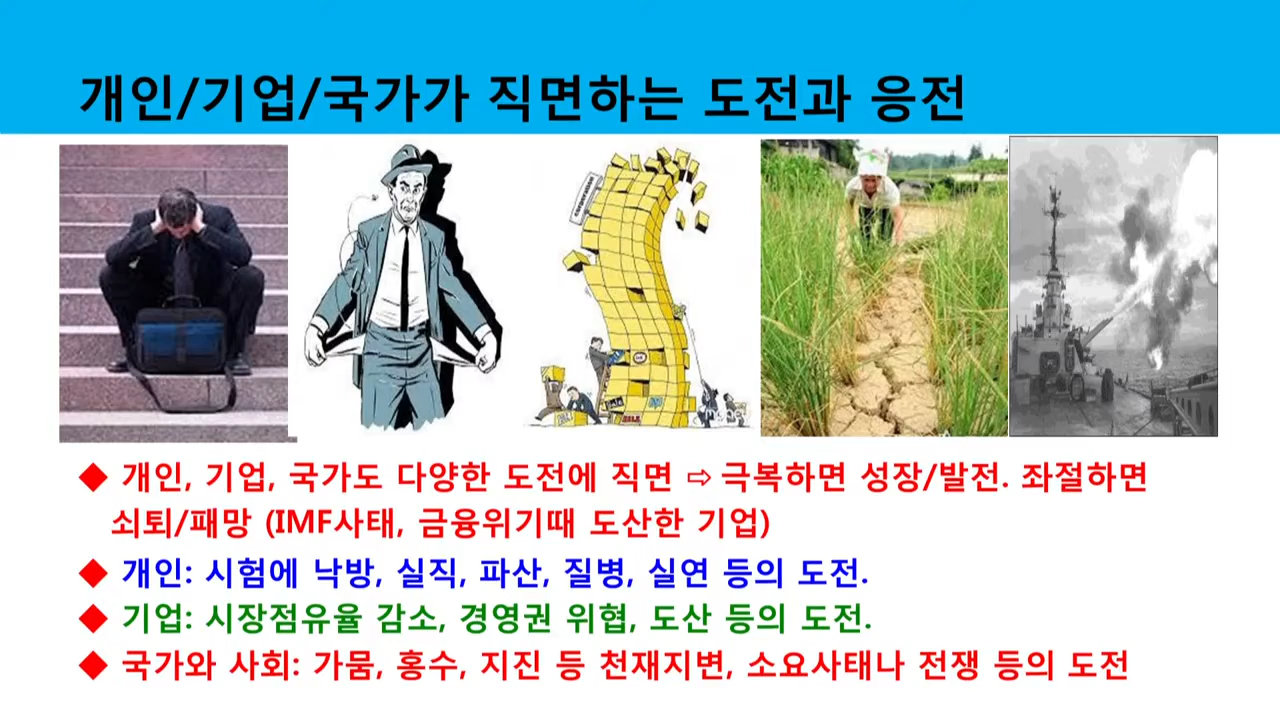 개인/기업/국가가 직면하는 도전과 응전
corporation
◆ 개인, 기업, 국가도 다양한 도전에 직면 ⇨ 극복하면 성장/발전. 좌절하면
쇠퇴/패망 (IMF사태, 금융위기때 도산한 기업)
◆ 개인: 시험에 낙방, 실직, 파산, 질병, 실연 등의 도전.
◆ 기업: 시장점유율 감소, 경영권 위협, 도산 등의 도전.
◆ 국가와 사회: 가뭄, 홍수, 지진 등 천재지변, 소요사태나 전쟁 등의 도전